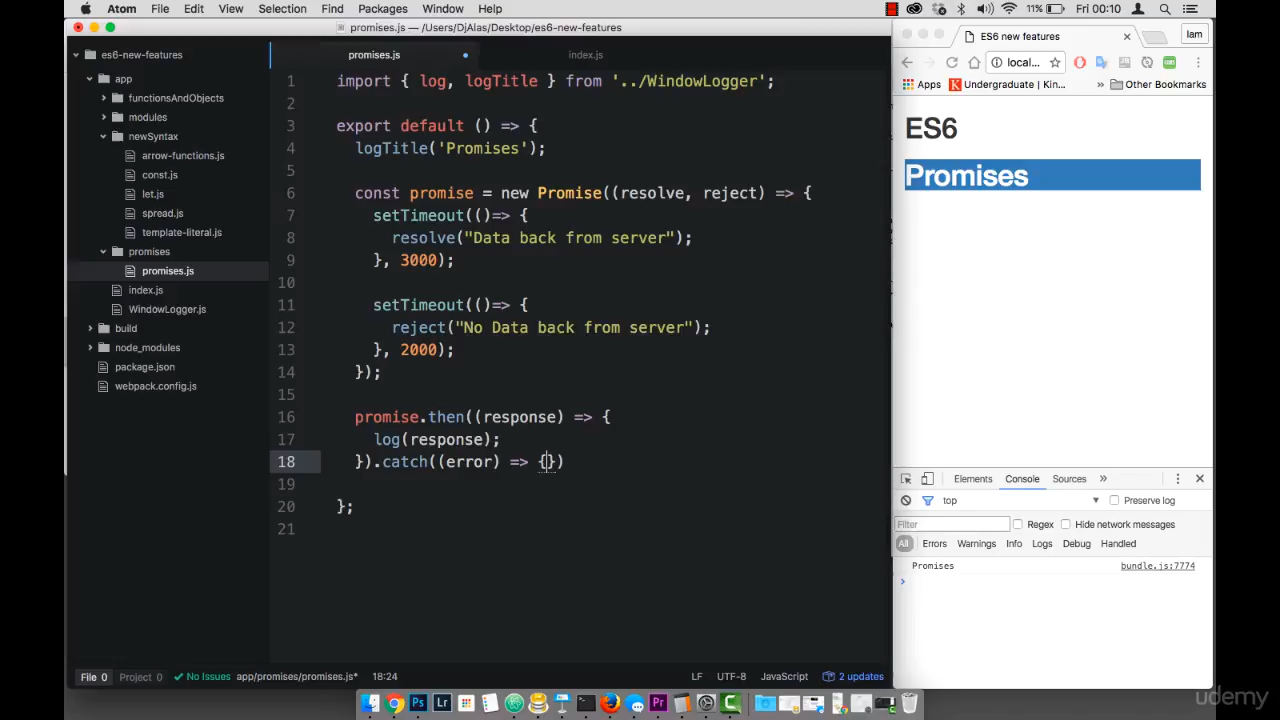 Atom File Edit View Selection Find Packages Window Help 11% Fri 00:10
promises.js — /Users/DjAlas/Desktop/es6-new-features
es6-new-features
app
functionsAndObjects
modules
newSyntax
arrow-functions.js
const.js
let.js
spread.js
template-literal.js
promises
promises.js
index.js
WindowLogger.js
build
node_modules
package.json
webpack.config.js
promises.js index.js
1 import { log, logTitle } from '../WindowLogger';
2
3 export default () => {
4 logTitle('Promises');
5
6 const promise = new Promise((resolve, reject) => {
7 setTimeout(()=> {
8 resolve("Data back from server");
9 }, 3000);
10
11 setTimeout(()=> {
12 reject("No Data back from server");
13 }, 2000);
14 });
15
16 promise.then((response) => {
17 log(response);
18 }).catch((error) => {})
19
20 };
21
File 0 Project 0 No Issues app/promises/promises.js* 18:24 LF UTF-8 JavaScript 2 updates
ES6 new features × Iam
local...
Apps Undergraduate | Kin... » Other Bookmarks
ES6
Promises
Elements Console Sources »
top Preserve log
Filter Regex Hide network messages
All Errors Warnings Info Logs Debug Handled
Promises bundle.js:7774
Ps Lr Pr
udemy